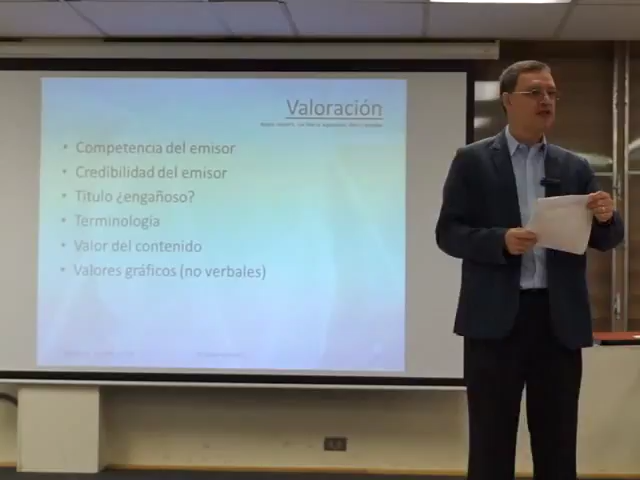 Valoración
• Competencia del emisor
• Credibilidad del emisor
• Título ¿engañoso?
• Terminología
• Valor del contenido
• Valores gráficos (no verbales)